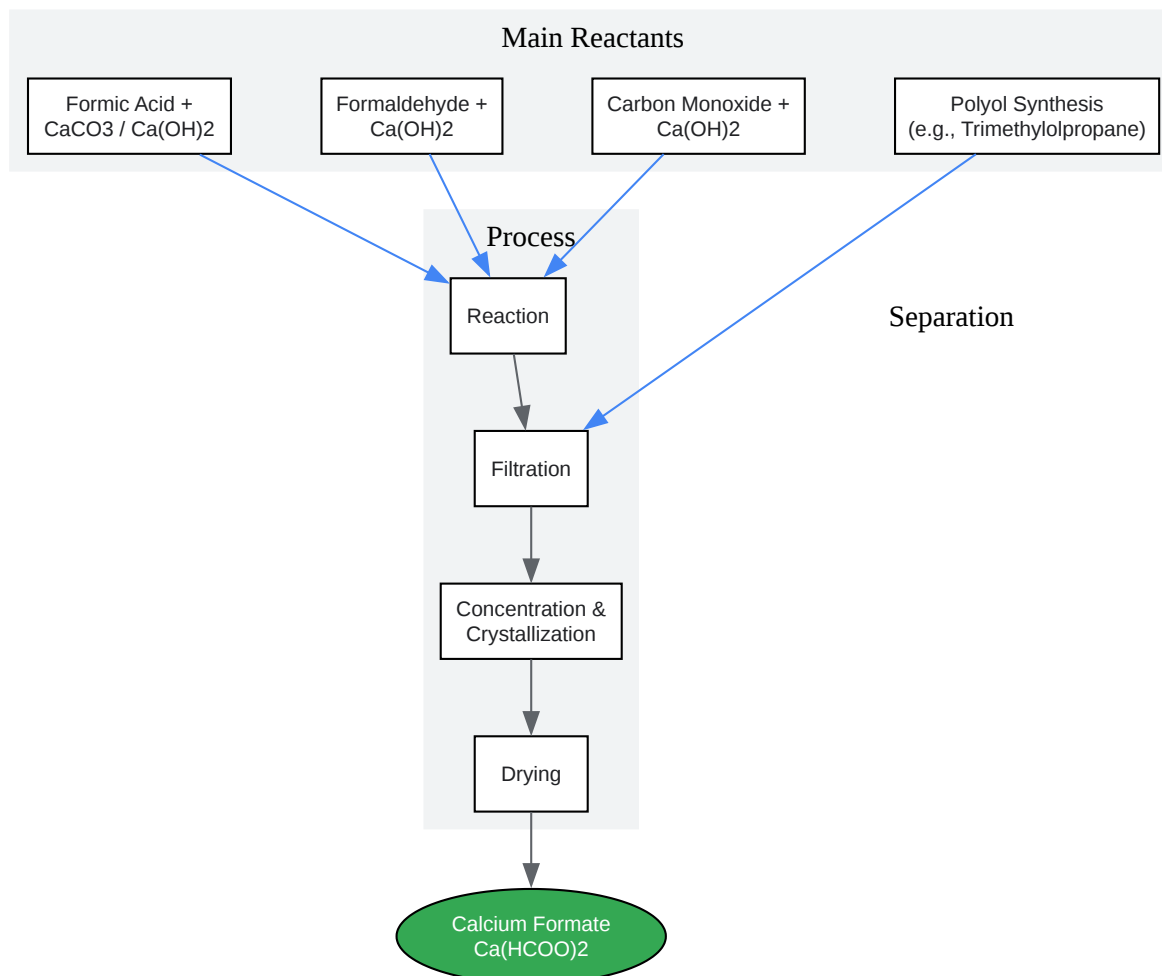 Main Reactants
Formic Acid +
CaCO3 / Ca(OH)2
Formaldehyde +
Ca(OH)2
Carbon Monoxide +
Ca(OH)2
Polyol Synthesis
(e.g., Trimethylolpropane)
Process
Reaction
Separation
Filtration
Concentration &
Crystallization
Drying
Calcium Formate
Ca(HCOO)2